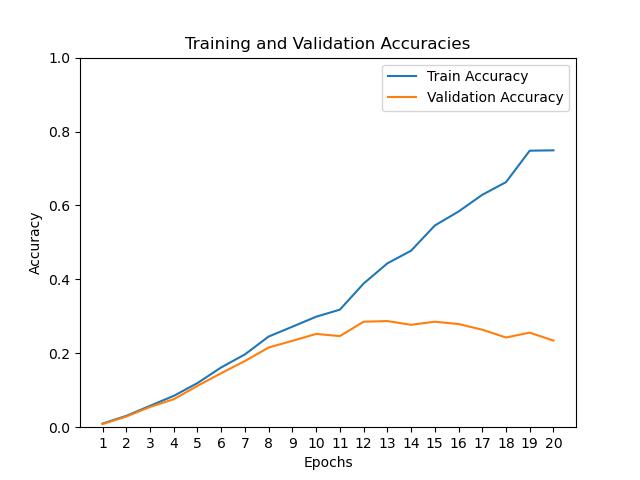 Training and Validation Accuracies
1.0
Train Accuracy
Validation Accuracy
0.8
0.6
Accuracy
0.4
0.2
0.0
1 2 3 4 5 6 7 8 9 10 11 12 13 14 15 16 17 18 19 20
Epochs